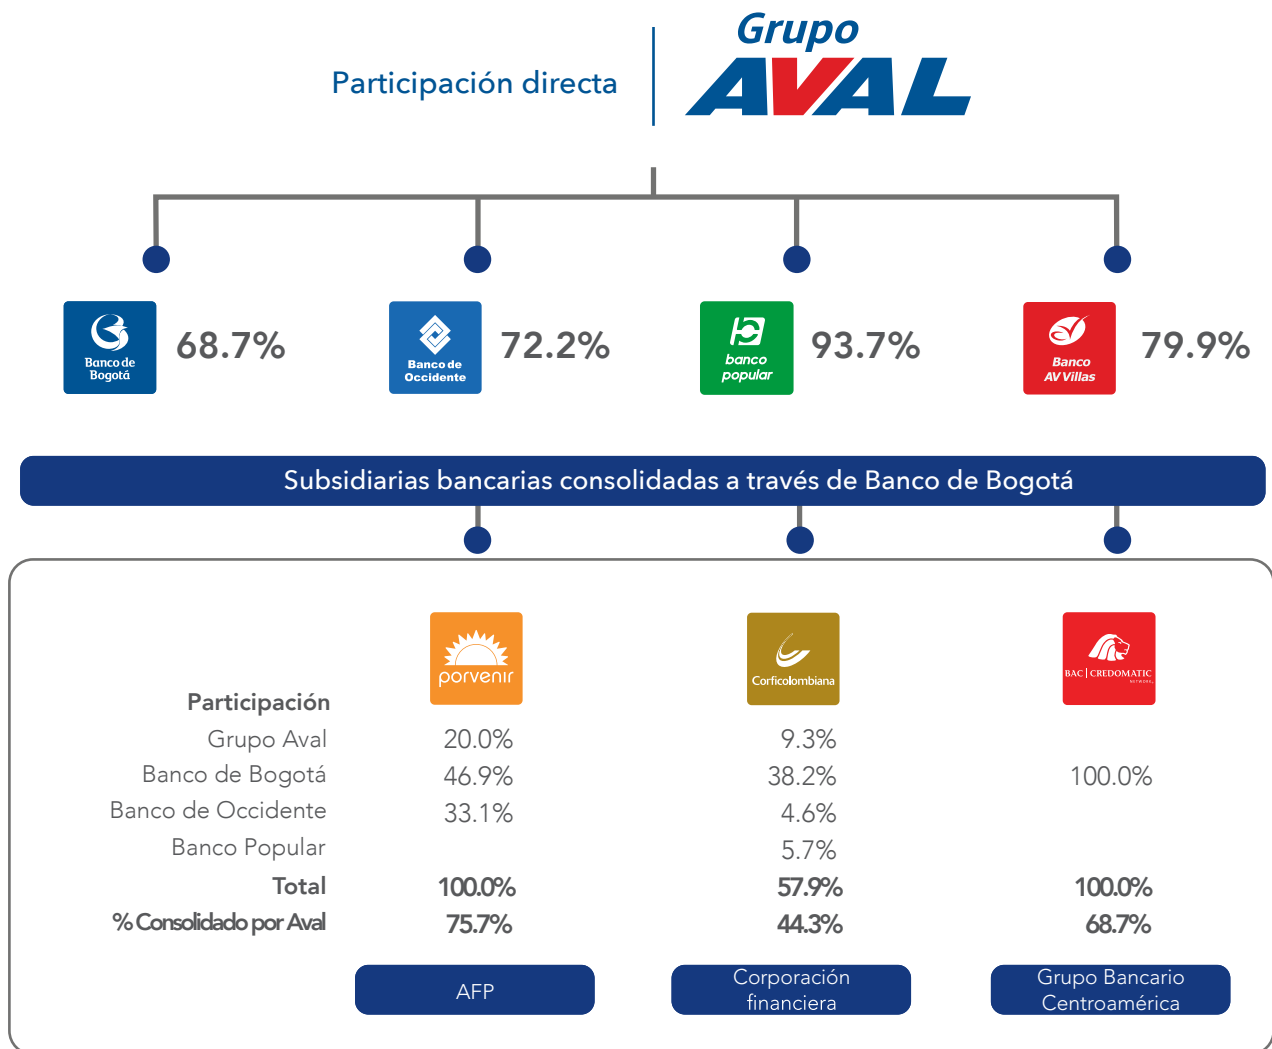 Participación directa
Grupo
AVAL
Banco de
Bogotá
68.7%
Banco de
Occidente
72.2%
banco
popular
93.7%
Banco
AV Villas
79.9%
Subsidiarias bancarias consolidadas a través de Banco de Bogotá
porvenir
Corficolombiana
BAC | CREDOMATIC
NETWORK
Participación
Grupo Aval 20.0% 9.3%
Banco de Bogotá 46.9% 38.2% 100.0%
Banco de Occidente 33.1% 4.6%
Banco Popular 5.7%
Total 100.0% 57.9% 100.0%
% Consolidado por Aval 75.7% 44.3% 68.7%
AFP
Corporación
financiera
Grupo Bancario
Centroamérica